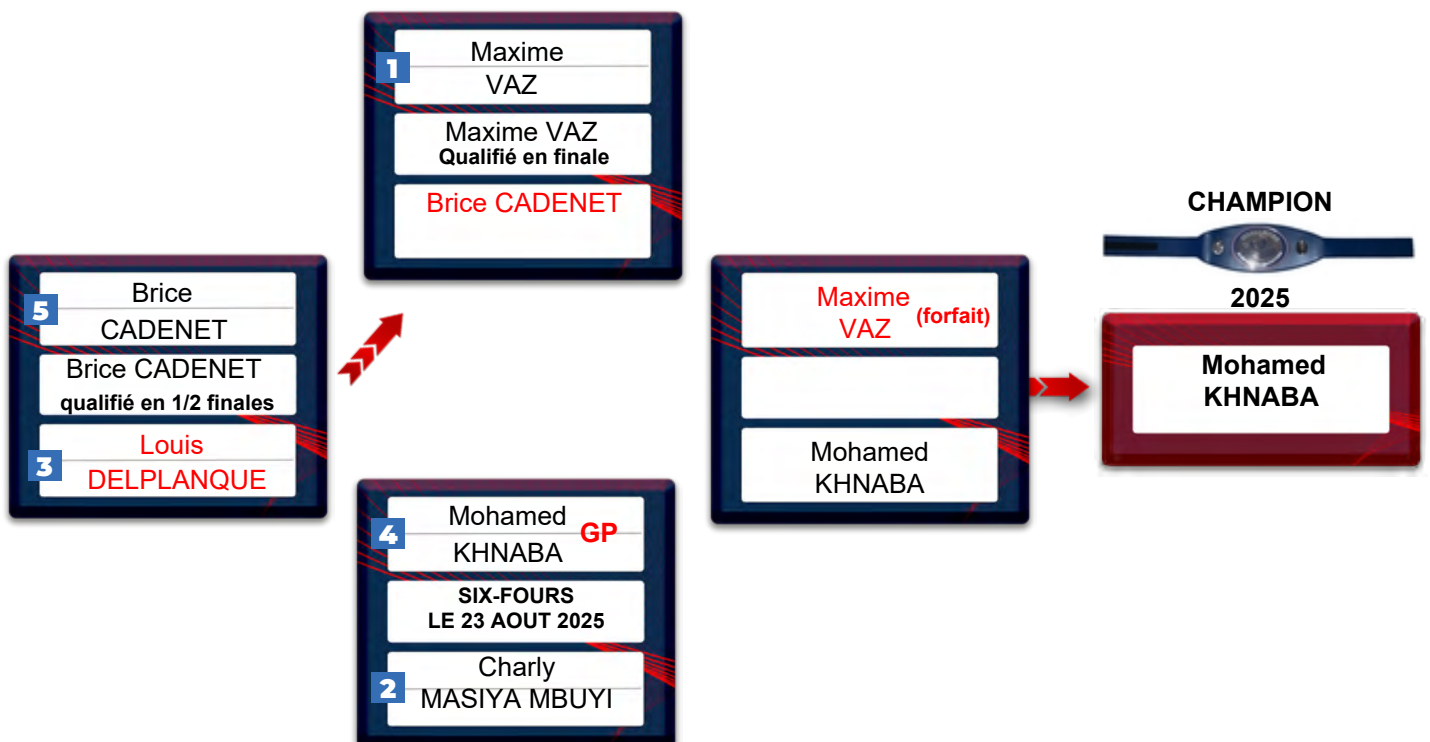 1
Maxime
VAZ
Maxime VAZ
Qualifié en finale
Brice CADENET
5
Brice
CADENET
Brice CADENET
qualifié en 1/2 finales
3
Louis
DELPLANQUE
4
Mohamed
KHNABA
GP
SIX-FOURS
LE 23 AOUT 2025
2
Charly
MASIYA MBUYI
Maxime
VAZ (forfait)
Mohamed
KHNABA
CHAMPION
2025
Mohamed
KHNABA